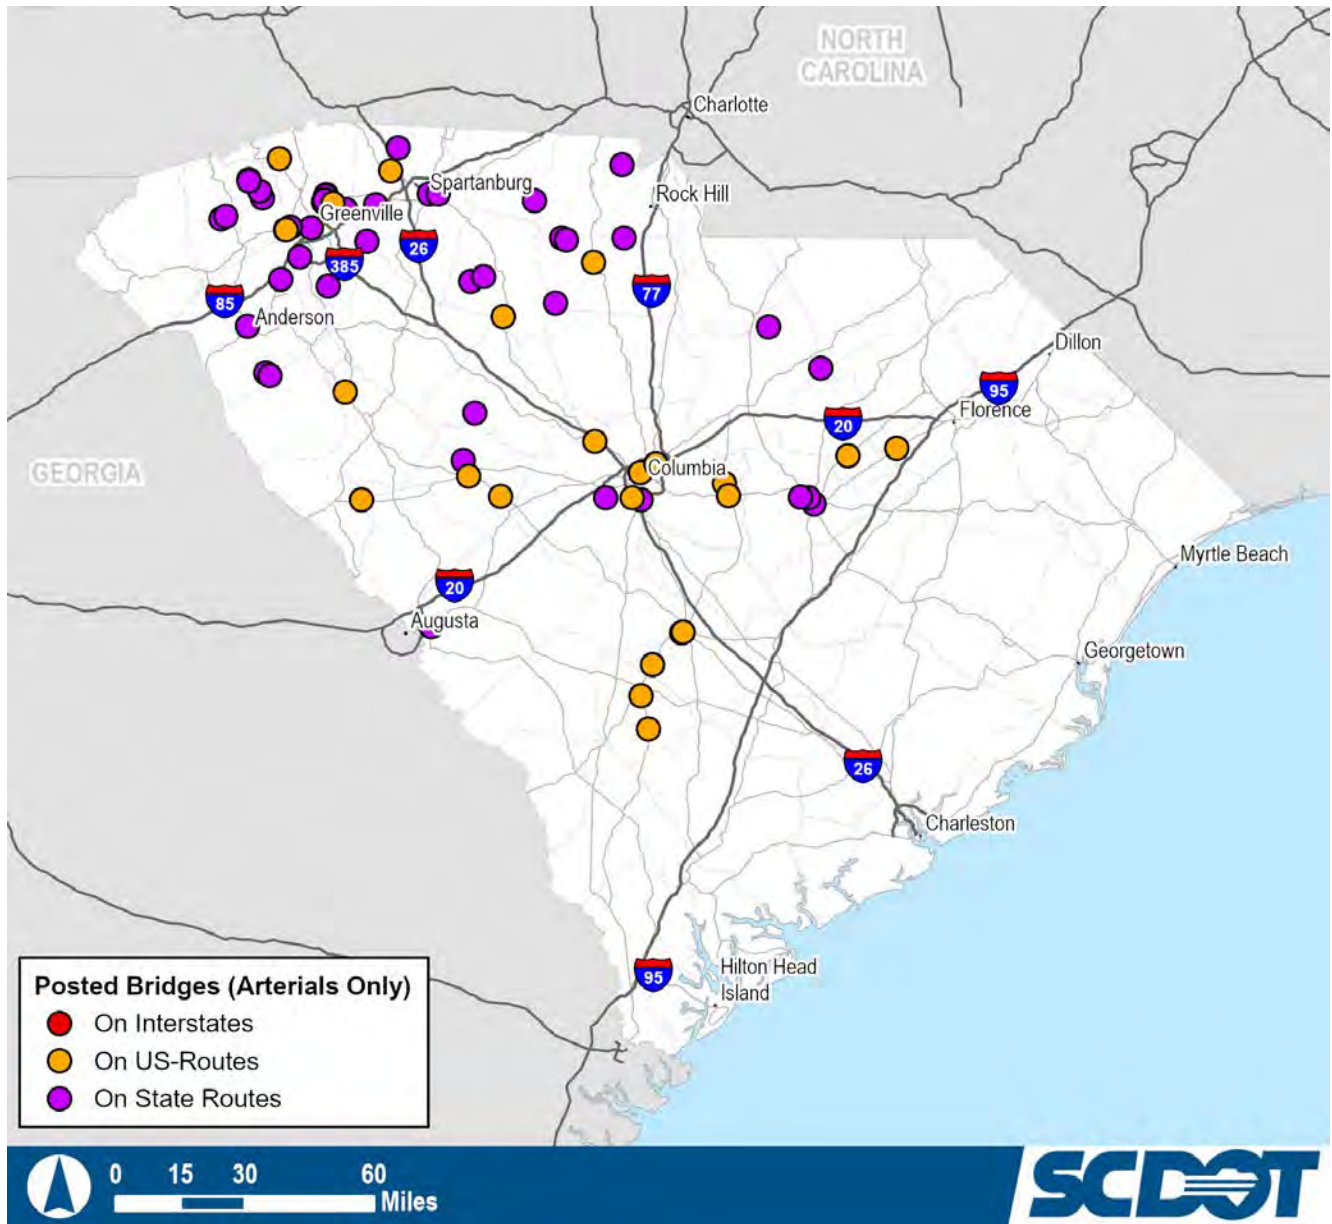 NORTH
CAROLINA
Charlotte
Spartanburg
Rock Hill
Greenville
26
385
77
85
Anderson
Dillon
95
Florence
20
GEORGIA
Columbia
Myrtle Beach
20
Augusta
Georgetown
26
Charleston
Hilton Head
Island
95
Posted Bridges (Arterials Only)
On Interstates
On US-Routes
On State Routes
0 15 30 60
Miles
SCDOT